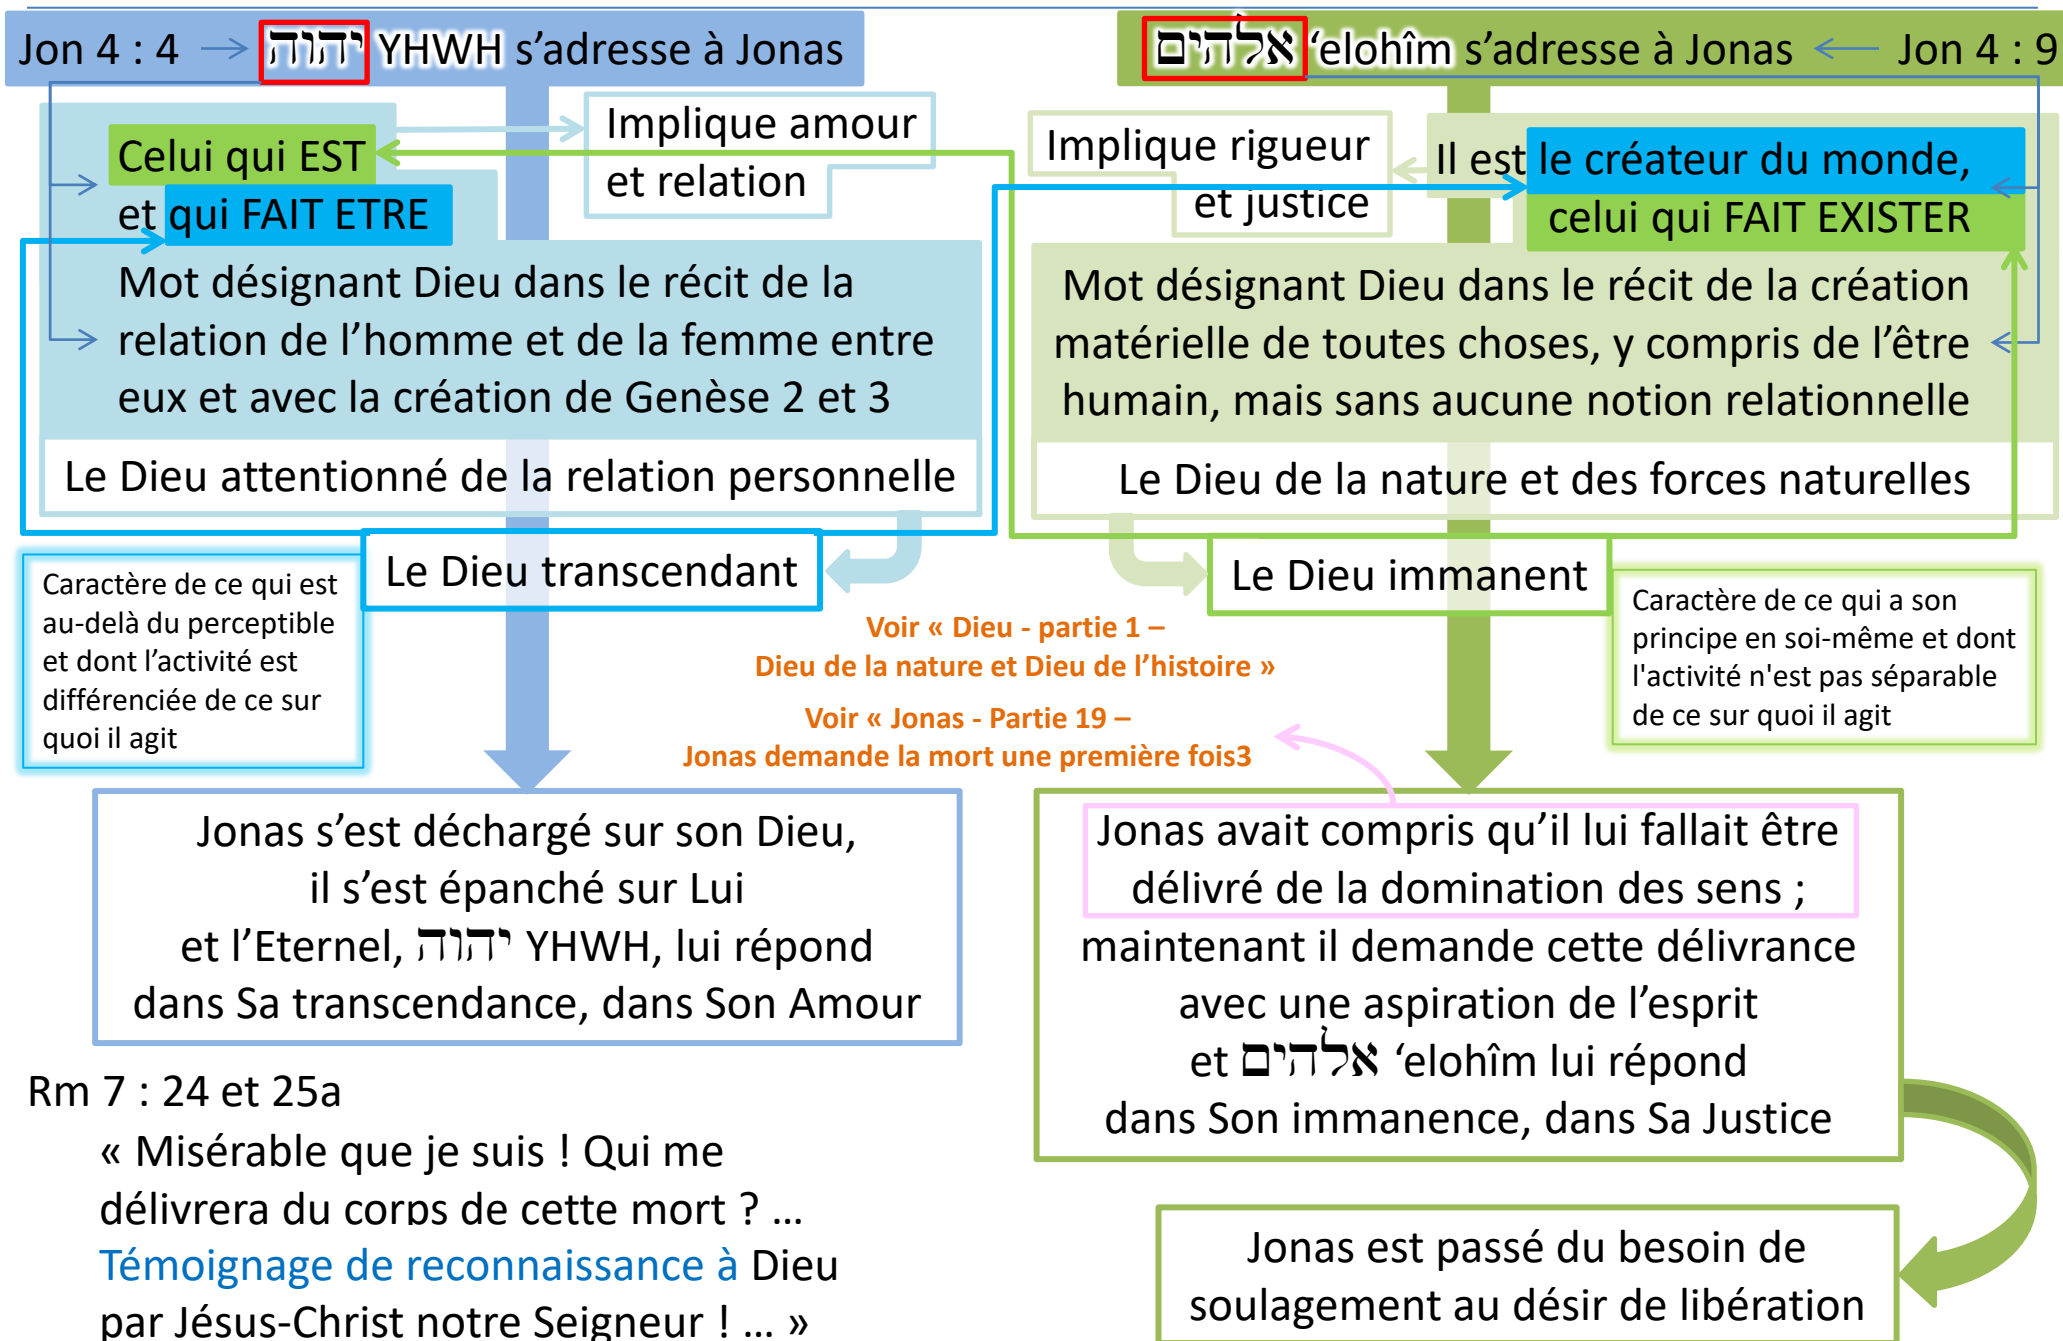 Jon 4 : 4 → יהוה YHWH s’adresse à Jonas
Celui qui EST
et qui FAIT ETRE
Implique amour
et relation
Mot désignant Dieu dans le récit de la
relation de l’homme et de la femme entre
eux et avec la création de Genèse 2 et 3
Le Dieu attentionné de la relation personnelle
Le Dieu transcendant
Caractère de ce qui est
au-delà du perceptible
et dont l’activité est
différenciée de ce sur
quoi il agit
אלהים ‘elohîm s’adresse à Jonas ← Jon 4 : 9
Implique rigueur
et justice
Il est le créateur du monde,
celui qui FAIT EXISTER
Mot désignant Dieu dans le récit de la création
matérielle de toutes choses, y compris de l’être
humain, mais sans aucune notion relationnelle
Le Dieu de la nature et des forces naturelles
Le Dieu immanent
Caractère de ce qui a son
principe en soi-même et dont
l'activité n'est pas séparable
de ce sur quoi il agit
Voir « Dieu - partie 1 –
Dieu de la nature et Dieu de l’histoire »
Voir « Jonas - Partie 19 –
Jonas demande la mort une première fois3
Jonas s’est déchargé sur son Dieu,
il s’est épanché sur Lui
et l’Eternel, יהוה YHWH, lui répond
dans Sa transcendance, dans Son Amour
Jonas avait compris qu’il lui fallait être
délivré de la domination des sens ;
maintenant il demande cette délivrance
avec une aspiration de l’esprit
et אלהים ‘elohîm lui répond
dans Son immanence, dans Sa Justice
Rm 7 : 24 et 25a
« Misérable que je suis ! Qui me
délivrera du corps de cette mort ? …
Témoignage de reconnaissance à Dieu
par Jésus-Christ notre Seigneur ! … »
Jonas est passé du besoin de
soulagement au désir de libération